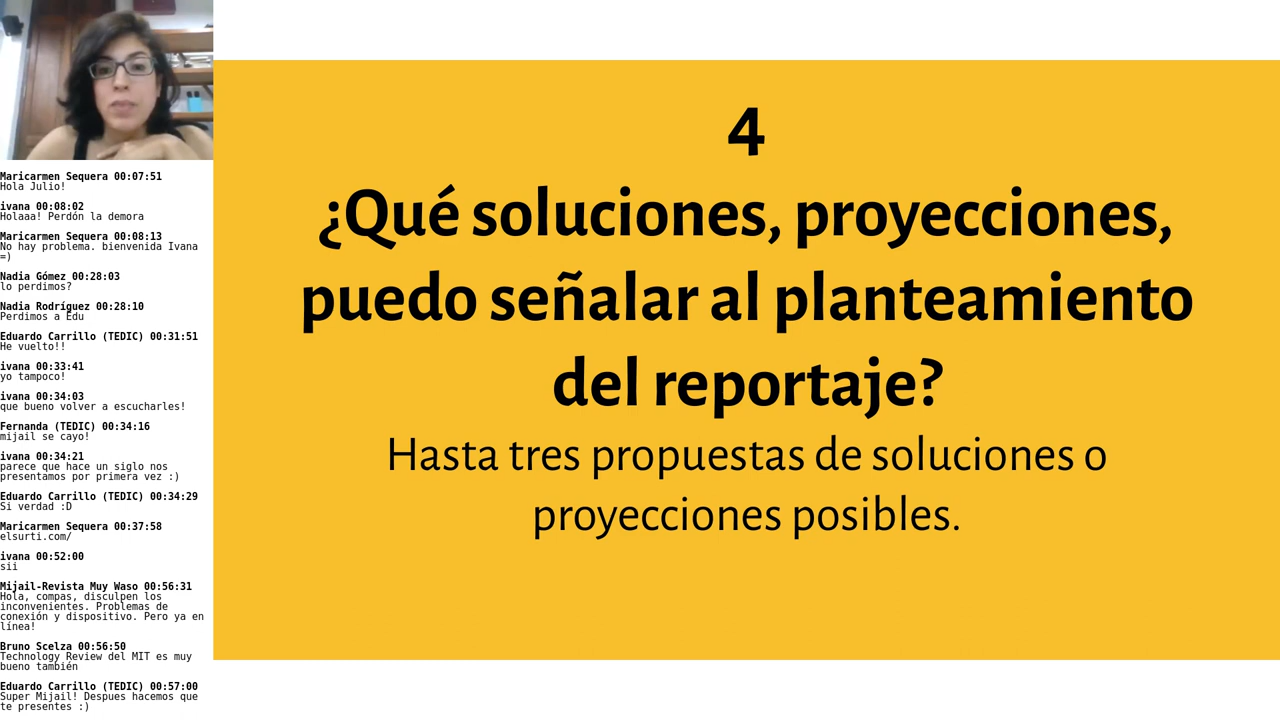 4
¿Qué soluciones, proyecciones,
puedo señalar al planteamiento
del reportaje?
Hasta tres propuestas de soluciones o
proyecciones posibles.
Maricarmen Sequera 00:07:51
Hola Julio!
ivana 00:08:02
Holaaa! Perdón la demora
Maricarmen Sequera 00:08:13
No hay problema. bienvenida Ivana
=)
Nadia Gómez 00:28:03
lo perdimos?
Nadia Rodríguez 00:28:10
Perdimos a Edu
Eduardo Carrillo (TEDIC) 00:31:51
He vuelto!!
ivana 00:33:41
yo tampoco!
ivana 00:34:03
que bueno volver a escucharles!
Fernanda (TEDIC) 00:34:16
mijail se cayo!
ivana 00:34:21
parece que hace un siglo nos
presentamos por primera vez :)
Eduardo Carrillo (TEDIC) 00:34:29
Si verdad :D
Maricarmen Sequera 00:37:58
elsurti.com/
ivana 00:52:00
sii
Mijail-Revista Muy Waso 00:56:31
Hola, compas, disculpen los
inconvenientes. Problemas de
conexión y dispositivo. Pero ya en
línea!
Bruno Scelza 00:56:50
Technology Review del MIT es muy
bueno también
Eduardo Carrillo (TEDIC) 00:57:00
Super Mijail! Despues hacemos que
te presentes :)